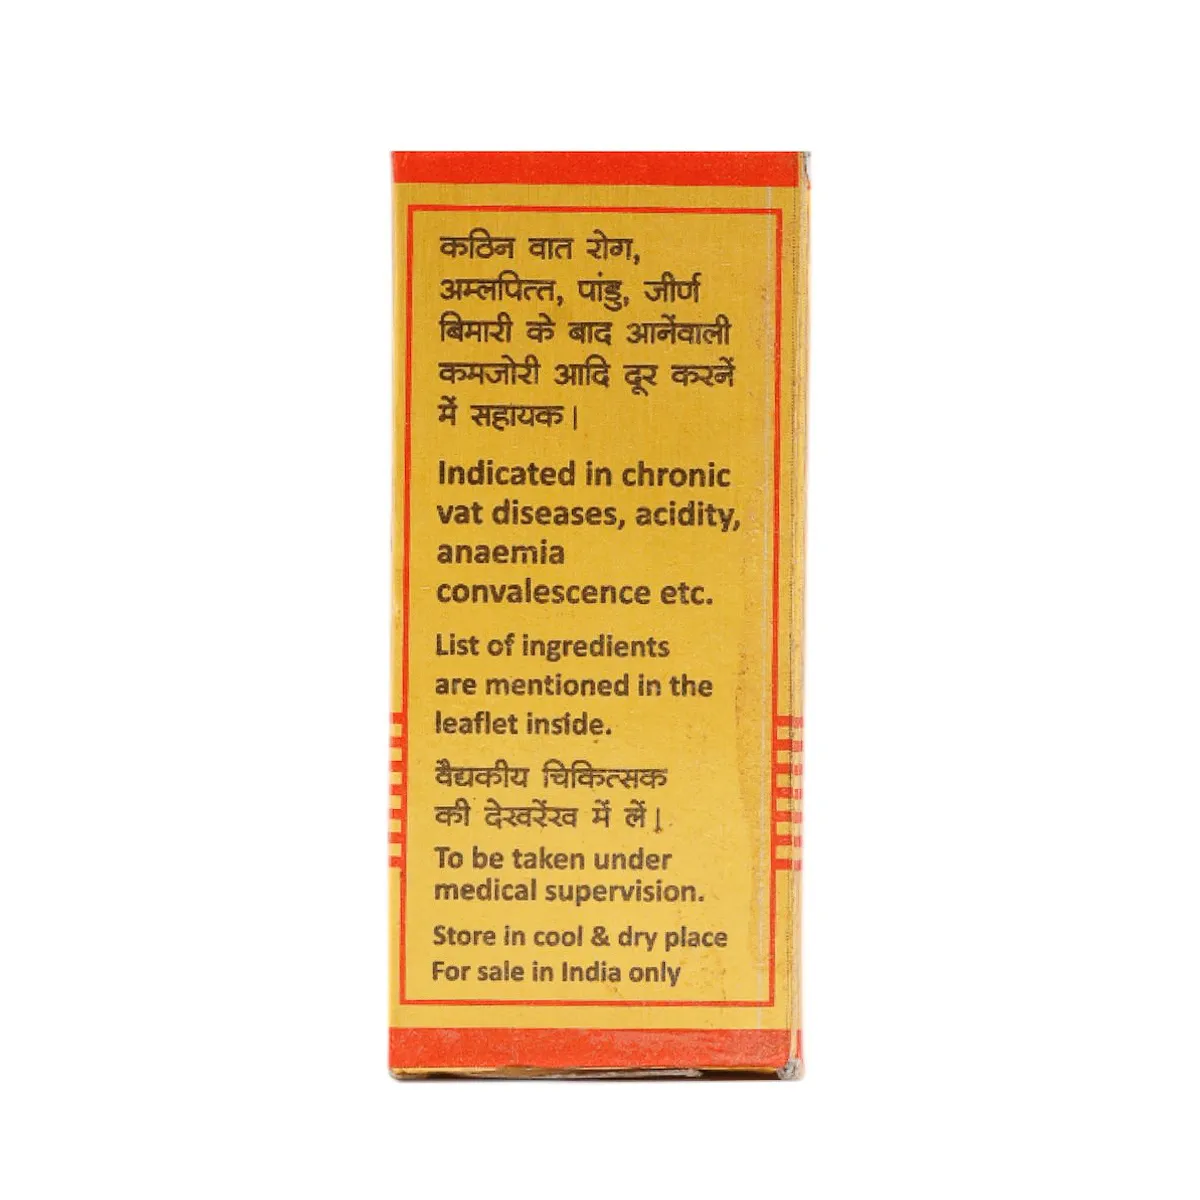 कठिन वात रोग,
अम्लपित्त, पांडु, जीर्ण
बिमारी के बाद आनेंवाली
कमजोरी आदि दूर करनें
में सहायक।
Indicated in chronic
vat diseases, acidity,
anaemia
convalescence etc.
List of ingredients
are mentioned in the
leaflet inside.
वैद्यकीय चिकित्सक
की देखरेंख में लें।
To be taken under
medical supervision.
Store in cool & dry place
For sale in India only